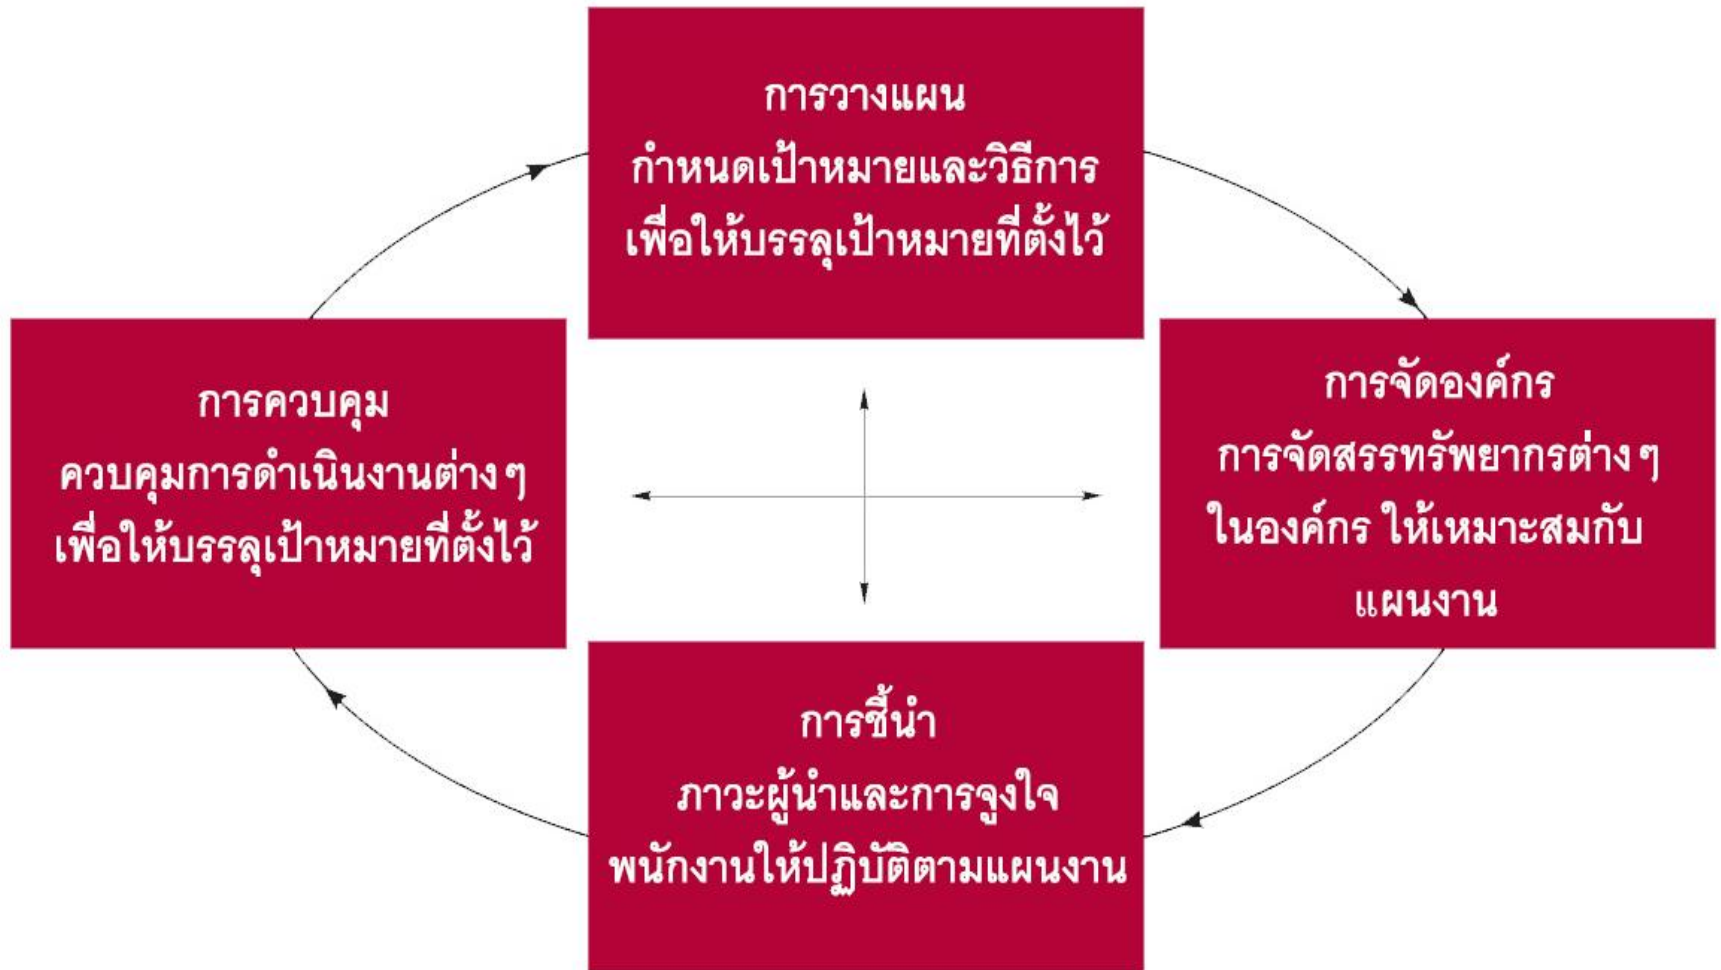 การวางแผน
กำหนดเป้าหมายและวิธีการ
เพื่อให้บรรลุเป้าหมายที่ตั้งไว้
การจัดองค์กร
การจัดสรรทรัพยากรต่างๆ
ในองค์กร ให้เหมาะสมกับ
แผนงาน
การชี้นำ
ภาวะผู้นำและการจูงใจ
พนักงานให้ปฏิบัติตามแผนงาน
การควบคุม
ควบคุมการดำเนินงานต่างๆ
เพื่อให้บรรลุเป้าหมายที่ตั้งไว้